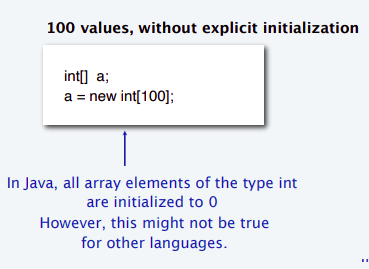 100 values, without explicit initialization
int[] a;
a = new int[100];
In Java, all array elements of the type int
are initialized to 0
However, this might not be true
for other languages.